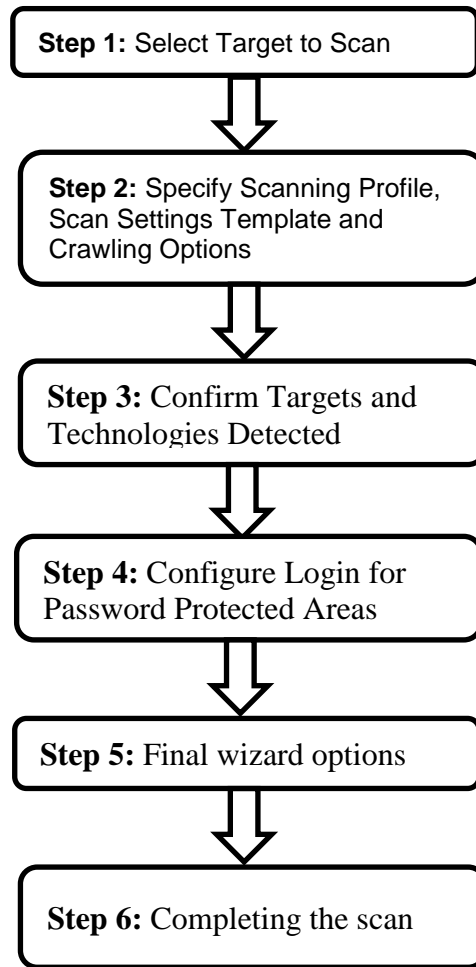 Step 1: Select Target to Scan
Step 2: Specify Scanning Profile,
Scan Settings Template and
Crawling Options
Step 3: Confirm Targets and
Technologies Detected
Step 4: Configure Login for
Password Protected Areas
Step 5: Final wizard options
Step 6: Completing the scan